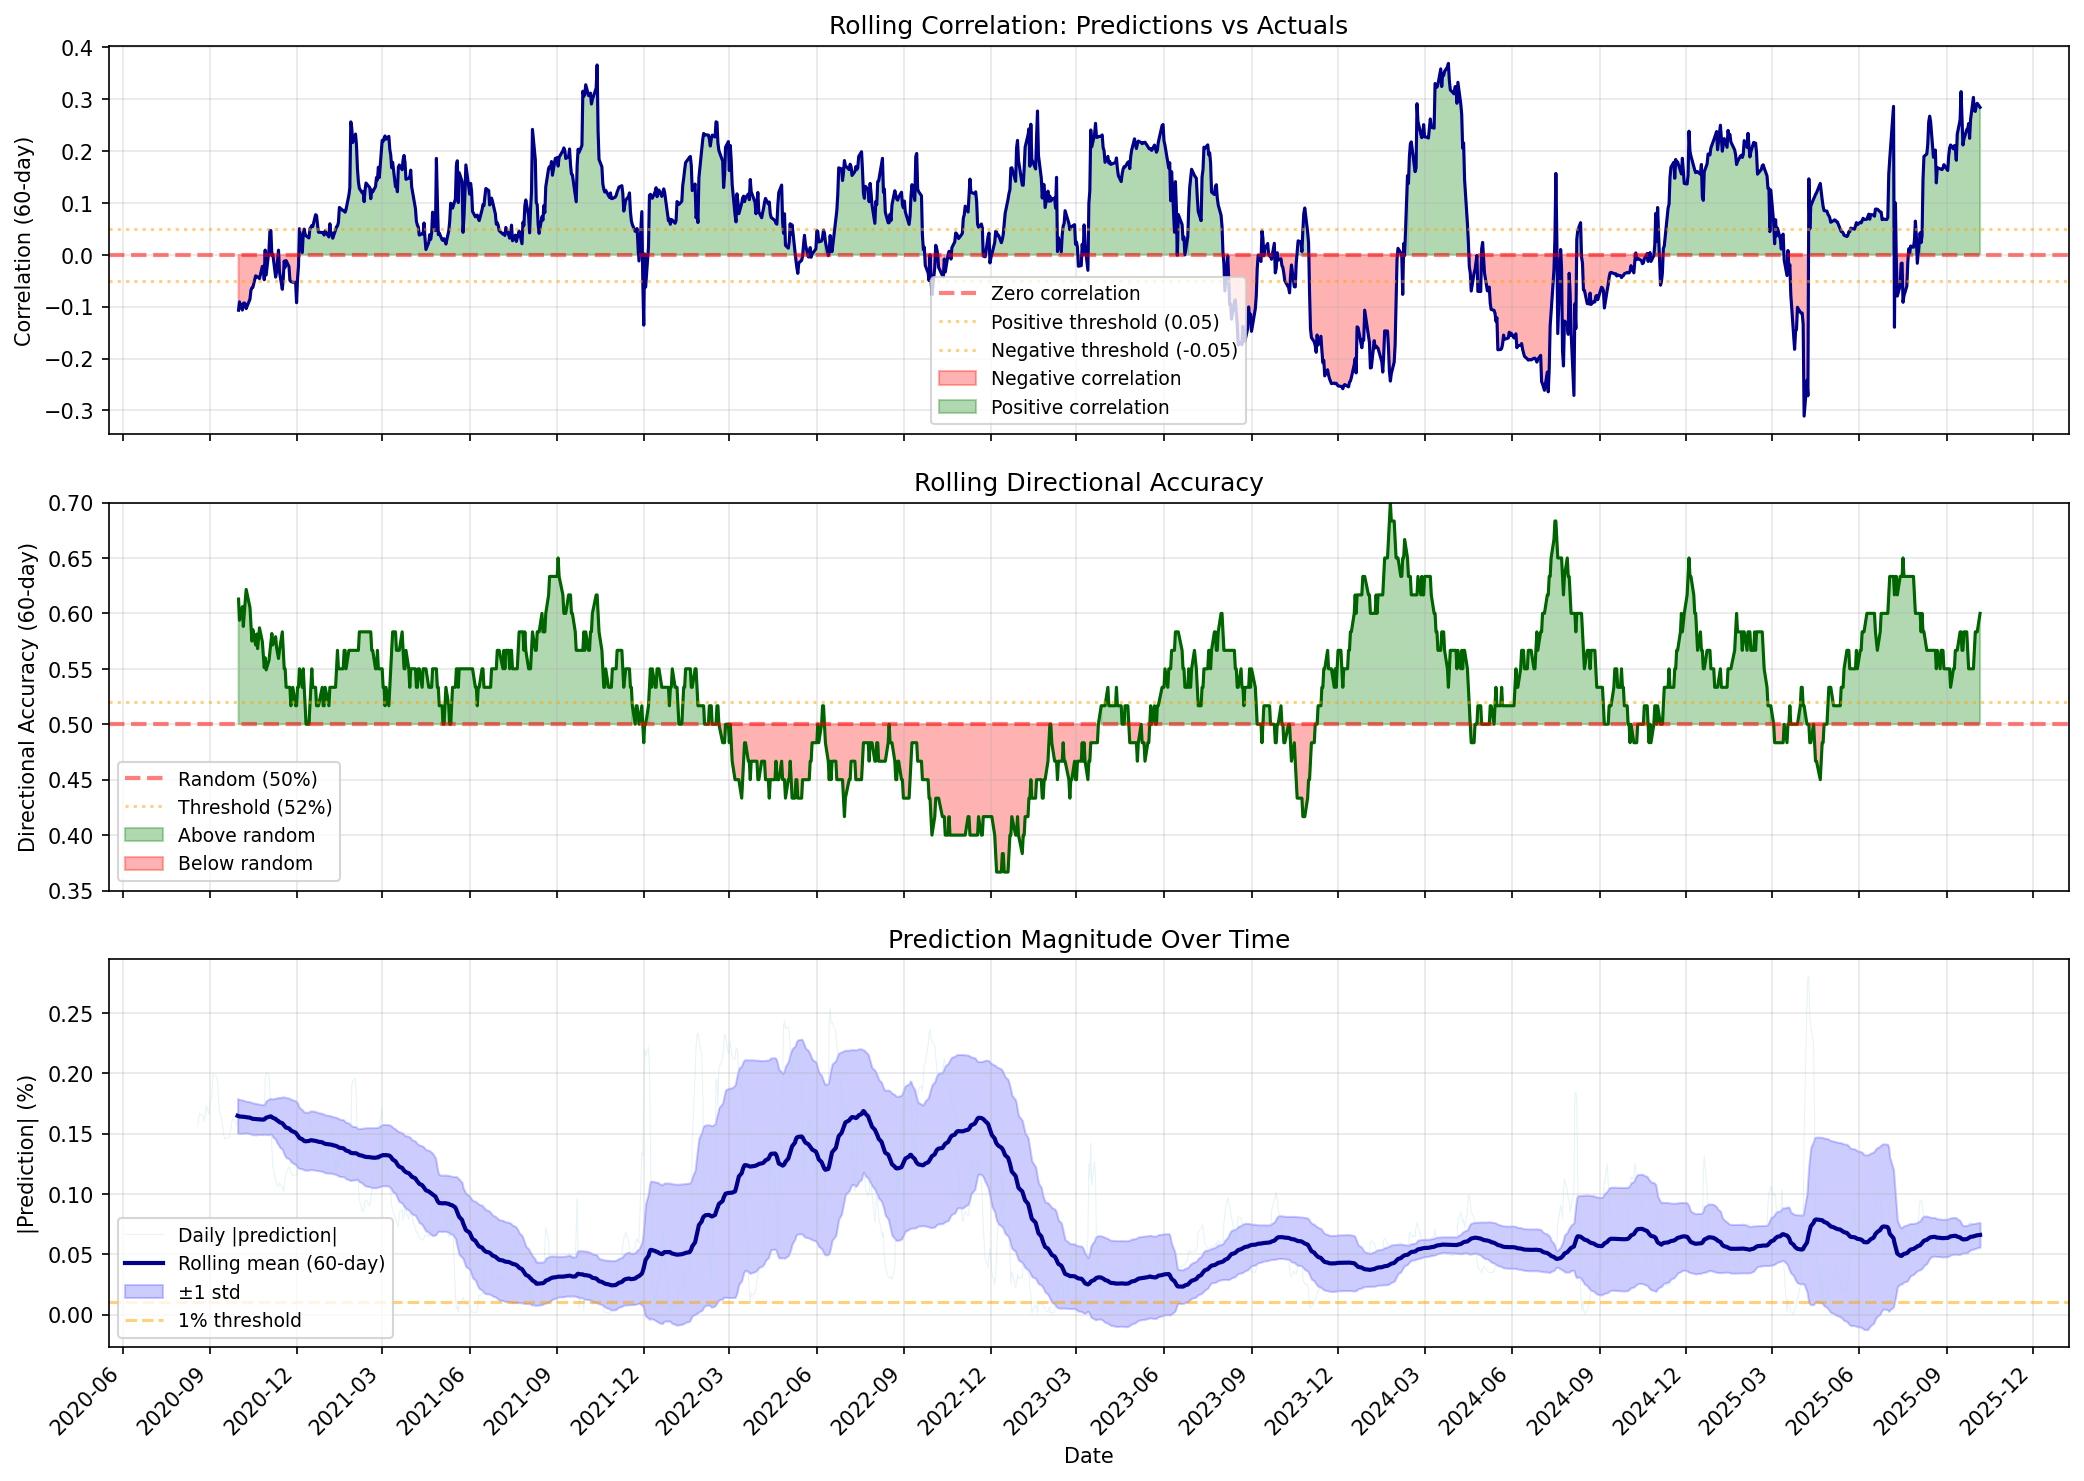 Rolling Correlation: Predictions vs Actuals
Correlation (60-day)
0.4
0.3
0.2
0.1
0.0
−0.1
−0.2
−0.3
Zero correlation
Positive threshold (0.05)
Negative threshold (-0.05)
Negative correlation
Positive correlation
Rolling Directional Accuracy
Directional Accuracy (60-day)
0.70
0.65
0.60
0.55
0.50
0.45
0.40
0.35
Random (50%)
Threshold (52%)
Above random
Below random
Prediction Magnitude Over Time
|Prediction| (%)
0.25
0.20
0.15
0.10
0.05
0.00
Daily |prediction|
Rolling mean (60-day)
±1 std
1% threshold
2020-06
2020-09
2020-12
2021-03
2021-06
2021-09
2021-12
2022-03
2022-06
2022-09
2022-12
2023-03
2023-06
2023-09
2023-12
2024-03
2024-06
2024-09
2024-12
2025-03
2025-06
2025-09
2025-12
Date